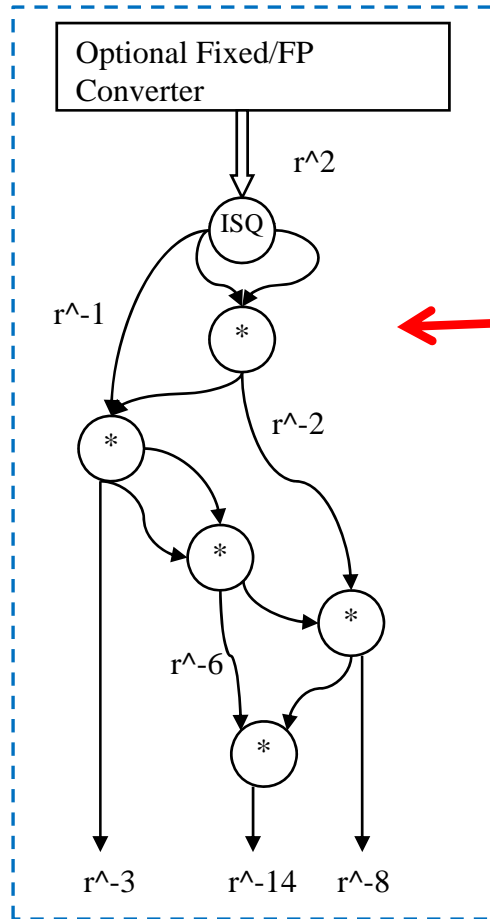 Optional Fixed/FP
Converter
r^2
ISQ
r^-1
*
r^-2
*
*
*
r^-6
*
r^-3
r^-14
r^-8